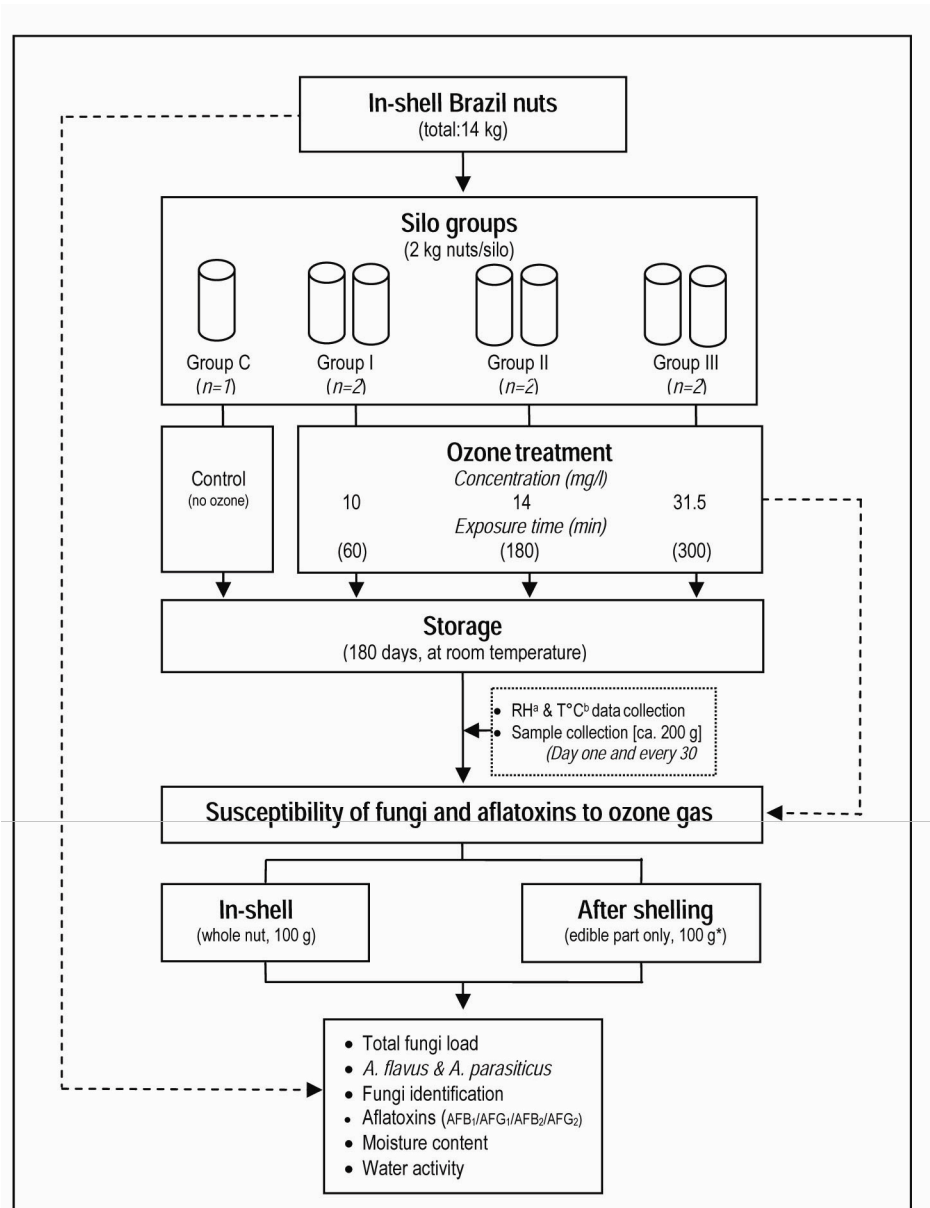 In-shell Brazil nuts
(total:14 kg)
Silo groups
(2 kg nuts/silo)
Group C Group I Group II Group III
(n=1) (n=2) (n=2) (n=2)
Ozone treatment
Control
(no ozone)
Concentration (mg/l)
10 14 31.5
Exposure time (min)
(60) (180) (300)
Storage
(180 days, at room temperature)
• RHᵃ & T°Cᵇ data collection
• Sample collection [ca. 200 g]
(Day one and every 30
Susceptibility of fungi and aflatoxins to ozone gas
In-shell
(whole nut, 100 g)
After shelling
(edible part only, 100 g*)
• Total fungi load
• A. flavus & A. parasiticus
• Fungi identification
• Aflatoxins (AFB₁/AFG₁/AFB₂/AFG₂)
• Moisture content
• Water activity